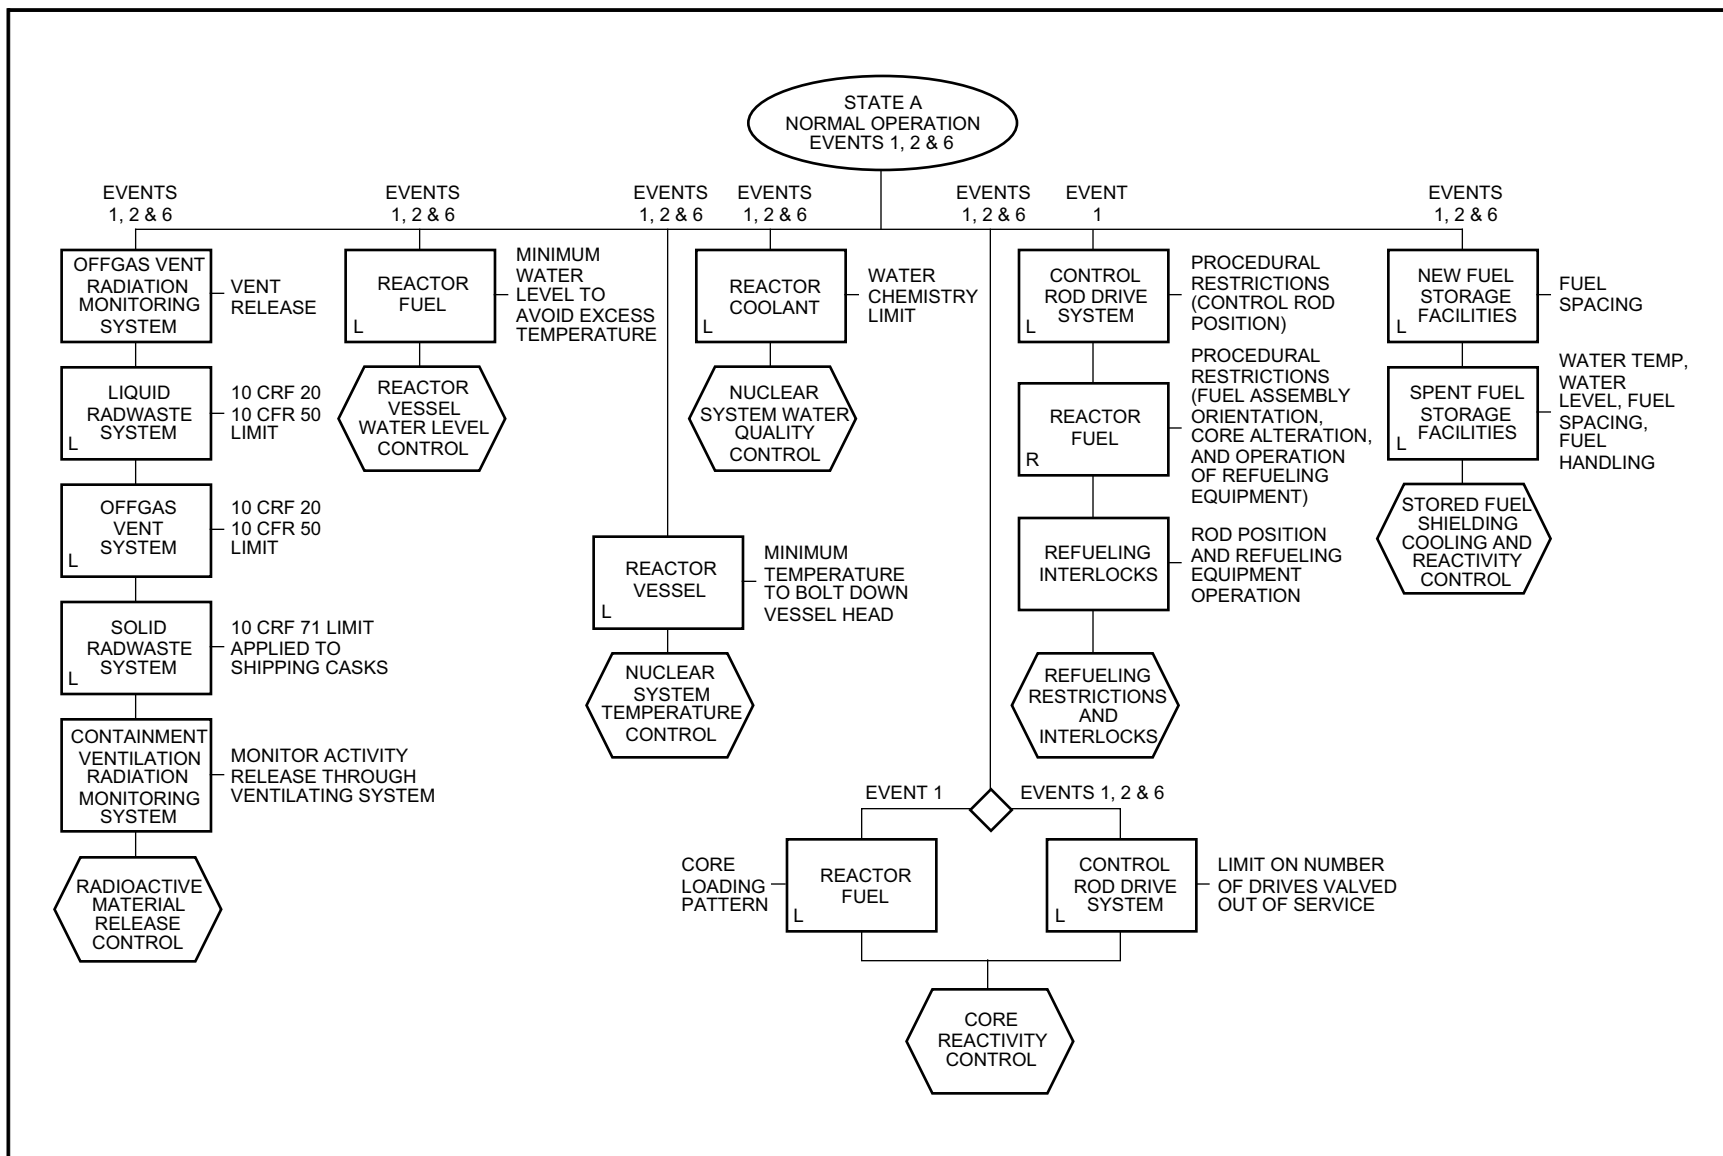 STATE A
NORMAL OPERATION
EVENTS 1, 2 & 6
EVENTS
1, 2 & 6
OFFGAS VENT
RADIATION
MONITORING
SYSTEM
VENT
RELEASE
LIQUID
RADWASTE
SYSTEM
L
10 CRF 20
10 CFR 50
LIMIT
OFFGAS
VENT
SYSTEM
L
10 CRF 20
10 CFR 50
LIMIT
SOLID
RADWASTE
SYSTEM
L
10 CRF 71 LIMIT
APPLIED TO
SHIPPING CASKS
CONTAINMENT
VENTILATION
RADIATION
MONITORING
SYSTEM
MONITOR ACTIVITY
RELEASE THROUGH
VENTILATING SYSTEM
RADIOACTIVE
MATERIAL
RELEASE
CONTROL
EVENTS
1, 2 & 6
REACTOR
FUEL
L
MINIMUM
WATER
LEVEL TO
AVOID EXCESS
TEMPERATURE
REACTOR
VESSEL
WATER LEVEL
CONTROL
EVENTS
1, 2 & 6
REACTOR
VESSEL
L
MINIMUM
TEMPERATURE
TO BOLT DOWN
VESSEL HEAD
NUCLEAR
SYSTEM
TEMPERATURE
CONTROL
EVENTS
1, 2 & 6
REACTOR
COOLANT
L
WATER
CHEMISTRY
LIMIT
NUCLEAR
SYSTEM WATER
QUALITY
CONTROL
EVENTS
1, 2 & 6
EVENT 1
EVENTS 1, 2 & 6
CORE
LOADING
PATTERN
REACTOR
FUEL
L
CONTROL
ROD DRIVE
SYSTEM
L
LIMIT ON NUMBER
OF DRIVES VALVED
OUT OF SERVICE
CORE
REACTIVITY
CONTROL
EVENT
1
CONTROL
ROD DRIVE
SYSTEM
L
PROCEDURAL
RESTRICTIONS
(CONTROL ROD
POSITION)
REACTOR
FUEL
R
PROCEDURAL
RESTRICTIONS
(FUEL ASSEMBLY
ORIENTATION,
CORE ALTERATION,
AND OPERATION
OF REFUELING
EQUIPMENT)
REFUELING
INTERLOCKS
ROD POSITION
AND REFUELING
EQUIPMENT
OPERATION
REFUELING
RESTRICTIONS
AND
INTERLOCKS
EVENTS
1, 2 & 6
NEW FUEL
STORAGE
FACILITIES
L
FUEL
SPACING
SPENT FUEL
STORAGE
FACILITIES
L
WATER TEMP,
WATER
LEVEL, FUEL
SPACING,
FUEL
HANDLING
STORED FUEL
SHIELDING
COOLING AND
REACTIVITY
CONTROL